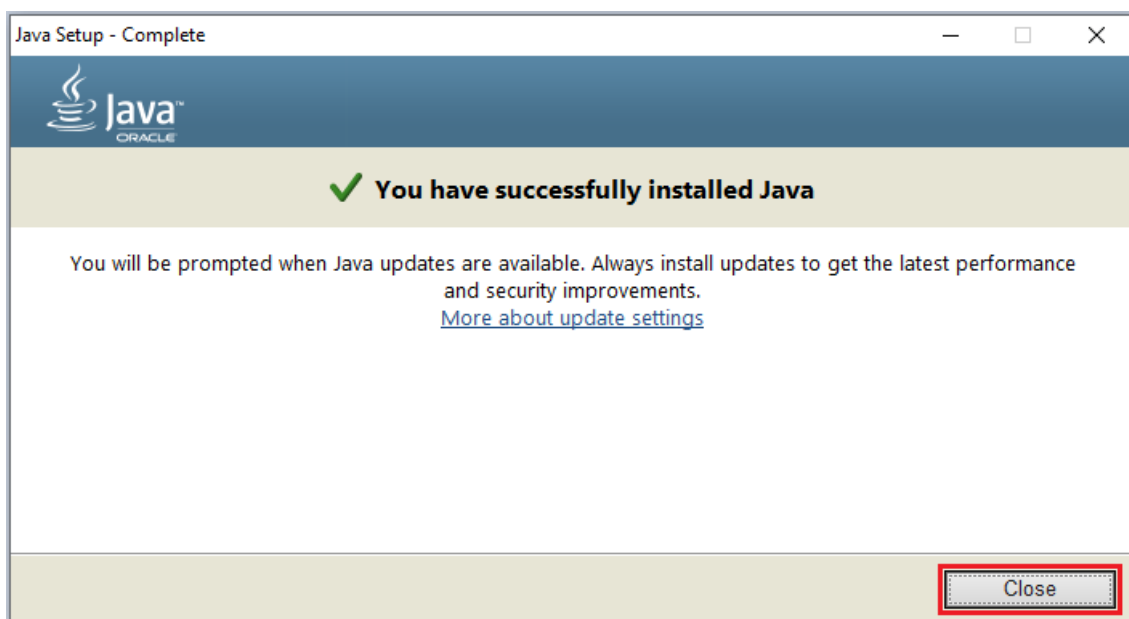 Java Setup - Complete
Java™
ORACLE
You have successfully installed Java
You will be prompted when Java updates are available. Always install updates to get the latest performance
and security improvements.
More about update settings
Close